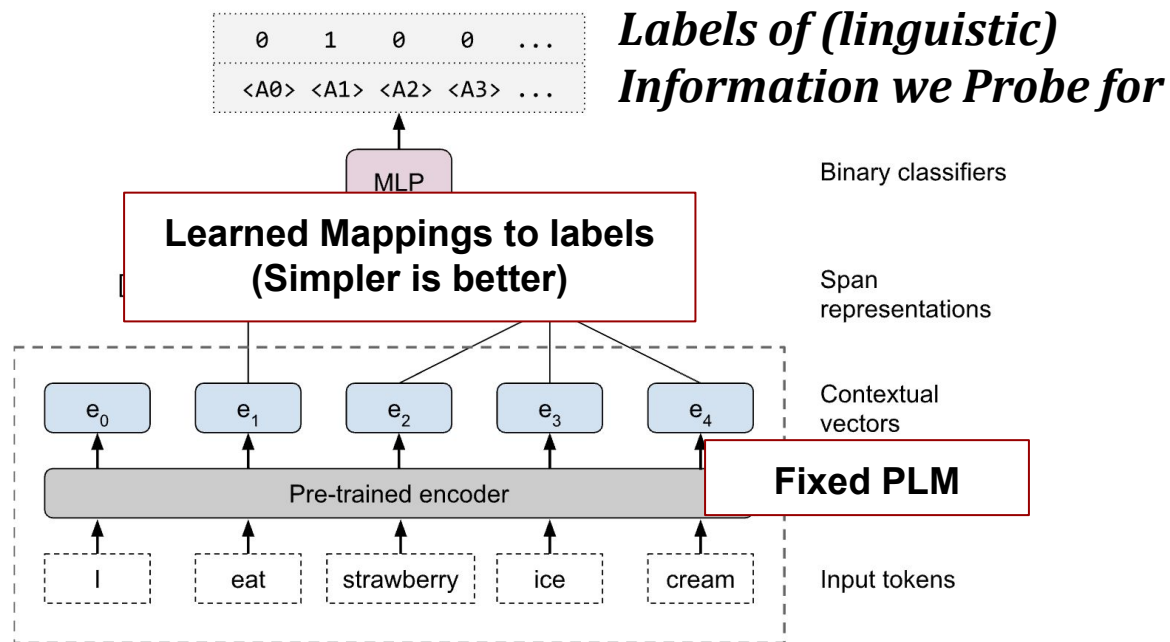 Labels of (linguistic)
Information we Probe for
0 1 0 0 ...
<A0> <A1> <A2> <A3> ...
MLP
Binary classifiers
Learned Mappings to labels
(Simpler is better)
Span
representations
e0 e1 e2 e3 e4
Contextual
vectors
Pre-trained encoder
Fixed PLM
I eat strawberry ice cream
Input tokens